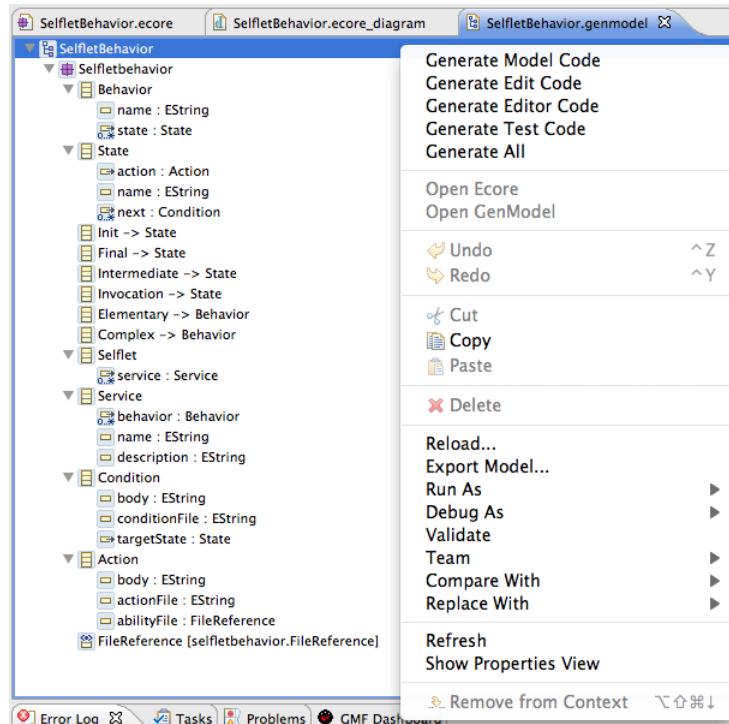 SelfletBehavior.ecore
SelfletBehavior.ecore_diagram
SelfletBehavior.genmodel
SelfletBehavior
Selfletbehavior
Behavior
name : EString
state : State
State
action : Action
name : EString
next : Condition
Init -> State
Final -> State
Intermediate -> State
Invocation -> State
Elementary -> Behavior
Complex -> Behavior
Selflet
service : Service
Service
behavior : Behavior
name : EString
description : EString
Condition
body : EString
conditionFile : EString
targetState : State
Action
body : EString
actionFile : EString
abilityFile : FileReference
FileReference [selfletbehavior.FileReference]
Generate Model Code
Generate Edit Code
Generate Editor Code
Generate Test Code
Generate All
Open Ecore
Open GenModel
Undo ^Z
Redo ^Y
Cut
Copy
Paste
Delete
Reload...
Export Model...
Run As
Debug As
Validate
Team
Compare With
Replace With
Refresh
Show Properties View
Remove from Context ⌥⇧⌘↓
Error Log
Tasks
Problems
GMF Dashboard